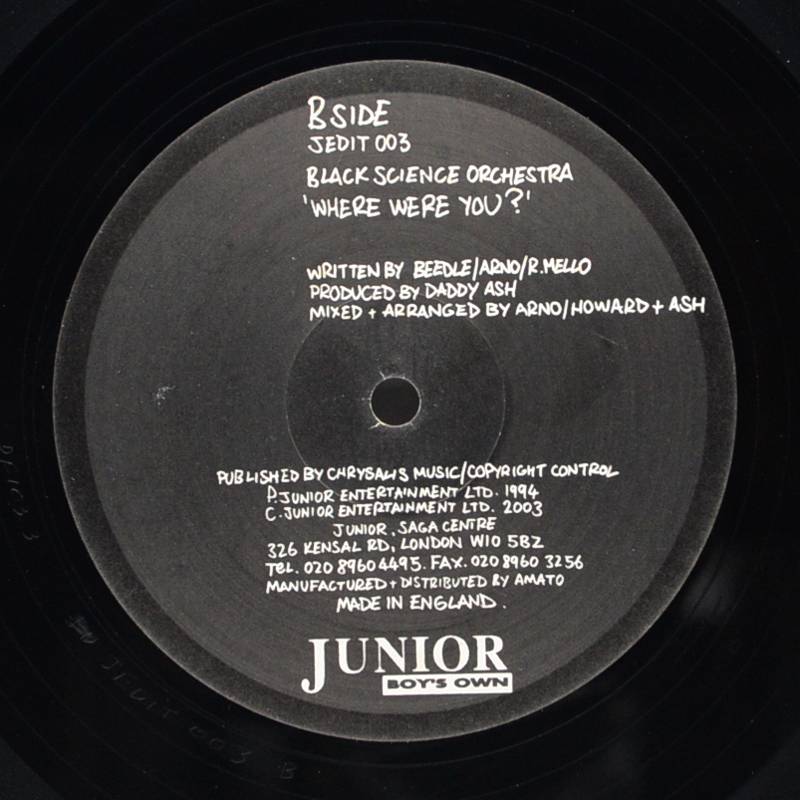 B SIDE
JEDIT 003
BLACK SCIENCE ORCHESTRA
'WHERE WERE YOU?'
WRITTEN BY BEEDLE/ARNO/R.MELLO
PRODUCED BY DADDY ASH
MIXED + ARRANGED BY ARNO/HOWARD + ASH
PUBLISHED BY CHRYSALIS MUSIC/COPYRIGHT CONTROL
P. JUNIOR ENTERTAINMENT LTD. 1994
C. JUNIOR ENTERTAINMENT LTD. 2003
JUNIOR, SAGA CENTRE
326 KENSAL RD, LONDON W10 5BZ
TEL. 020 8960 4495. FAX. 020 8960 3256
MANUFACTURED + DISTRIBUTED BY AMATO
MADE IN ENGLAND.
JUNIOR
BOY'S OWN
JEDIT 003 B